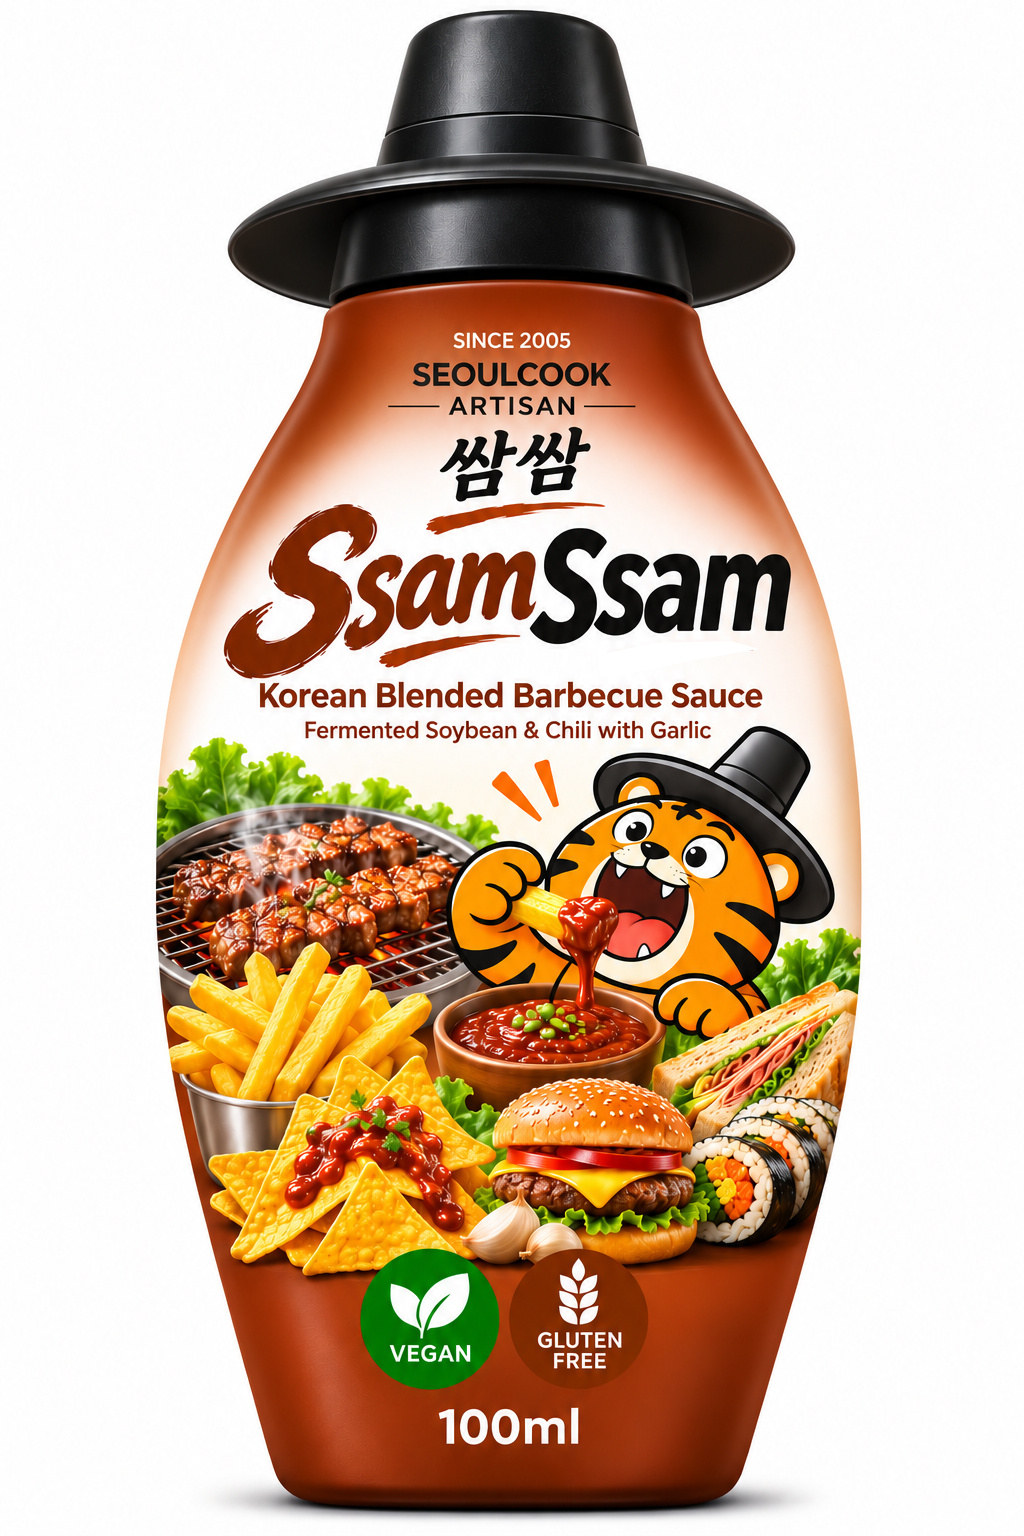 SINCE 2005
SEOULCOOK
ARTISAN
쌈쌈
SsamSsam
Korean Blended Barbecue Sauce
Fermented Soybean & Chili with Garlic
VEGAN
GLUTEN
FREE
100ml